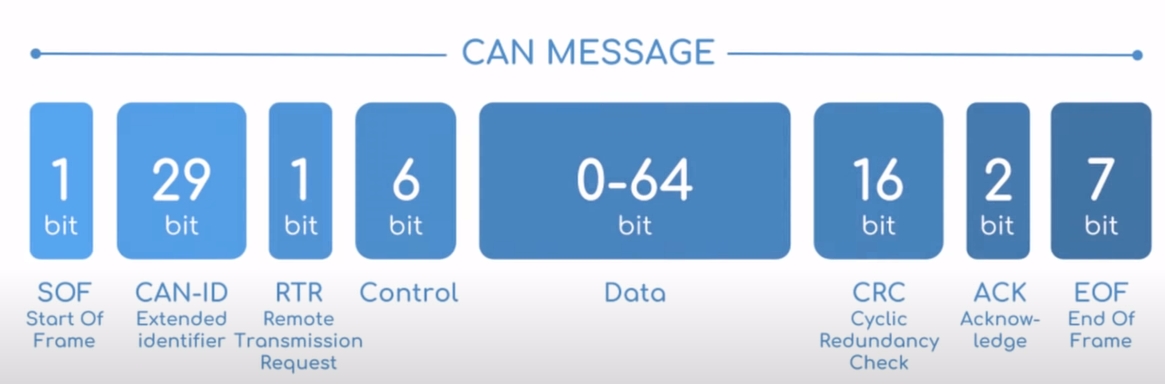 CAN MESSAGE
1
bit
29
bit
1
bit
6
bit
0-64
bit
16
bit
2
bit
7
bit
SOF
Start Of
Frame
CAN-ID
Extended
identifier
RTR
Remote
Transmission
Request
Control
Data
CRC
Cyclic
Redundancy
Check
ACK
Acknow-
ledge
EOF
End Of
Frame